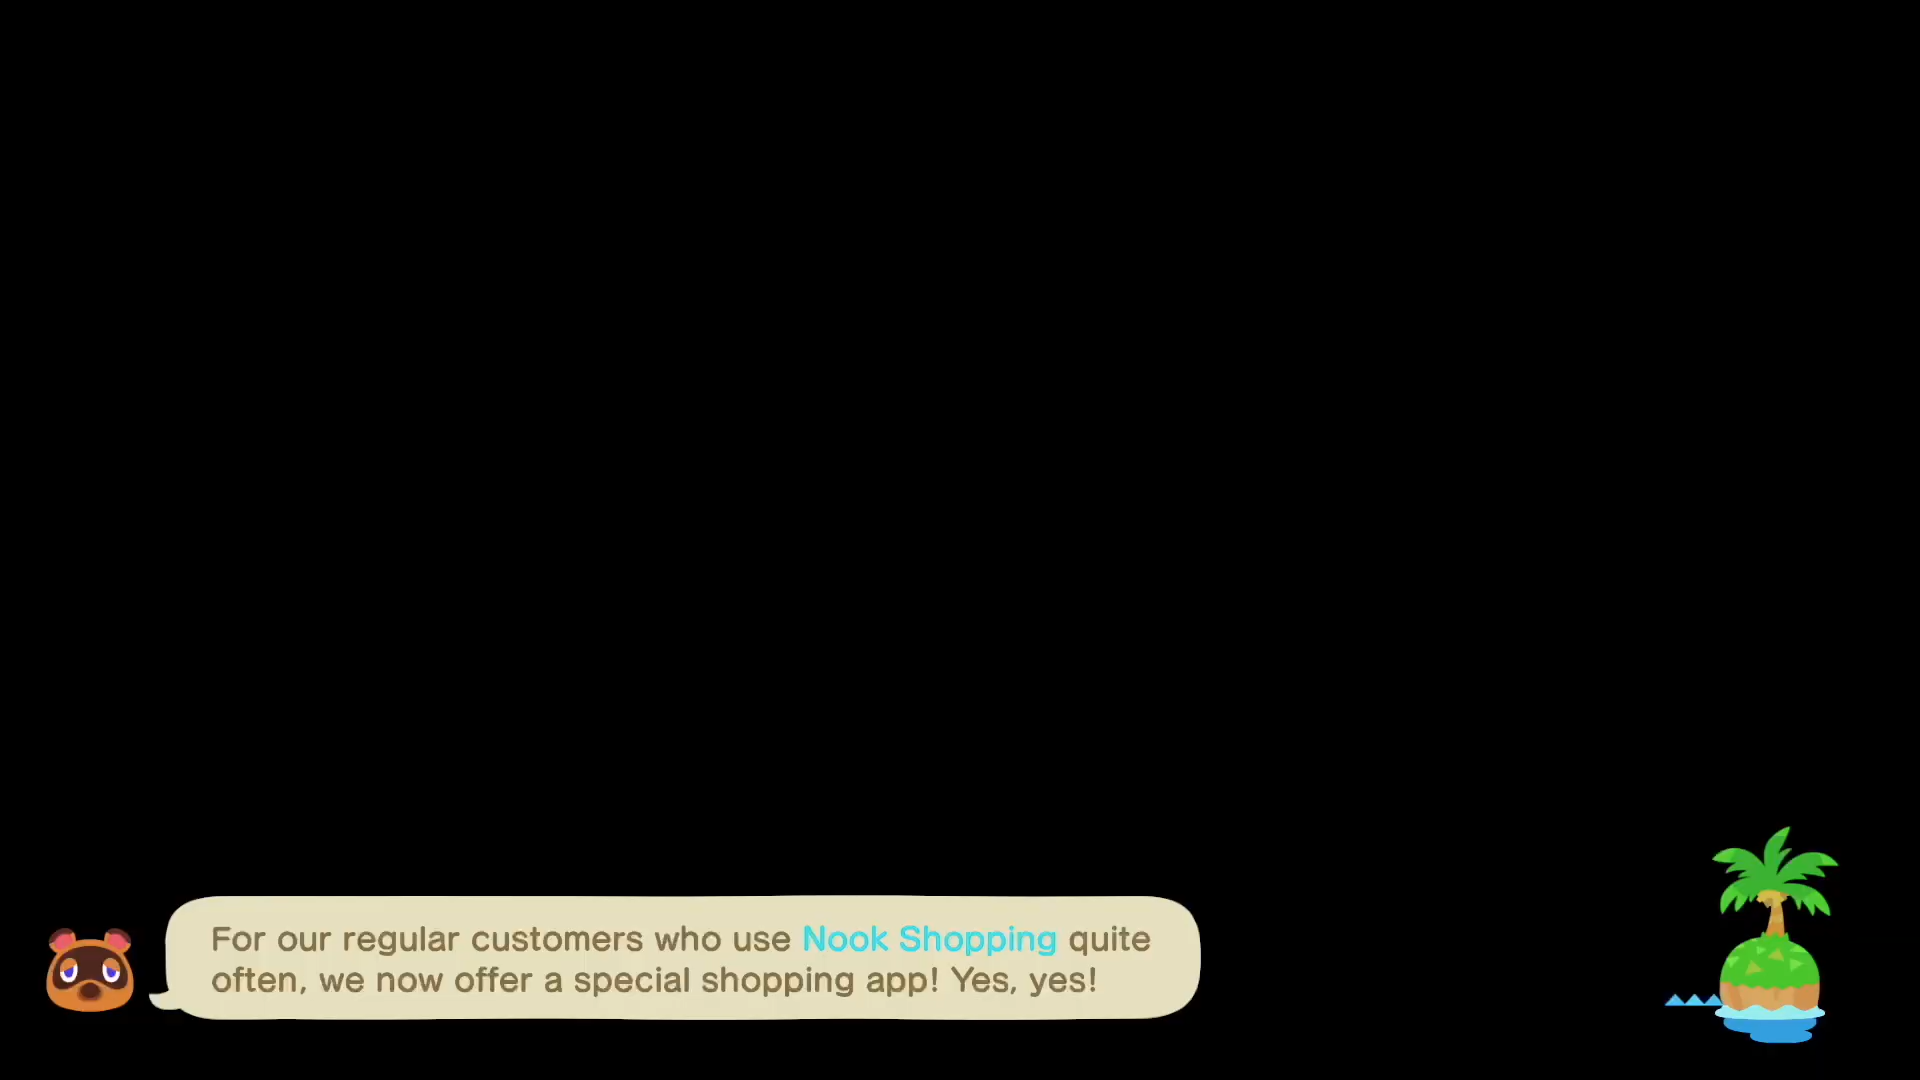 For our regular customers who use Nook Shopping quite
often, we now offer a special shopping app! Yes, yes!